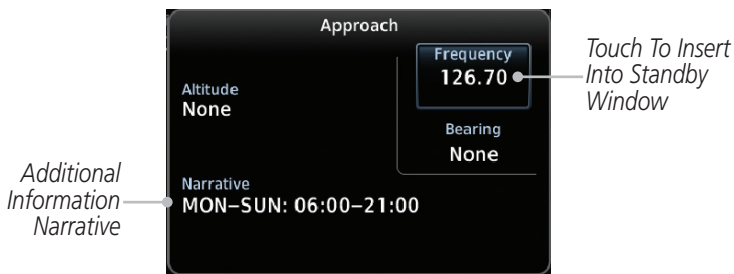 Approach
Frequency
126.70
Touch To Insert
Into Standby
Window
Altitude
None
Bearing
None
Additional
Information
Narrative
Narrative
MON–SUN: 06:00–21:00